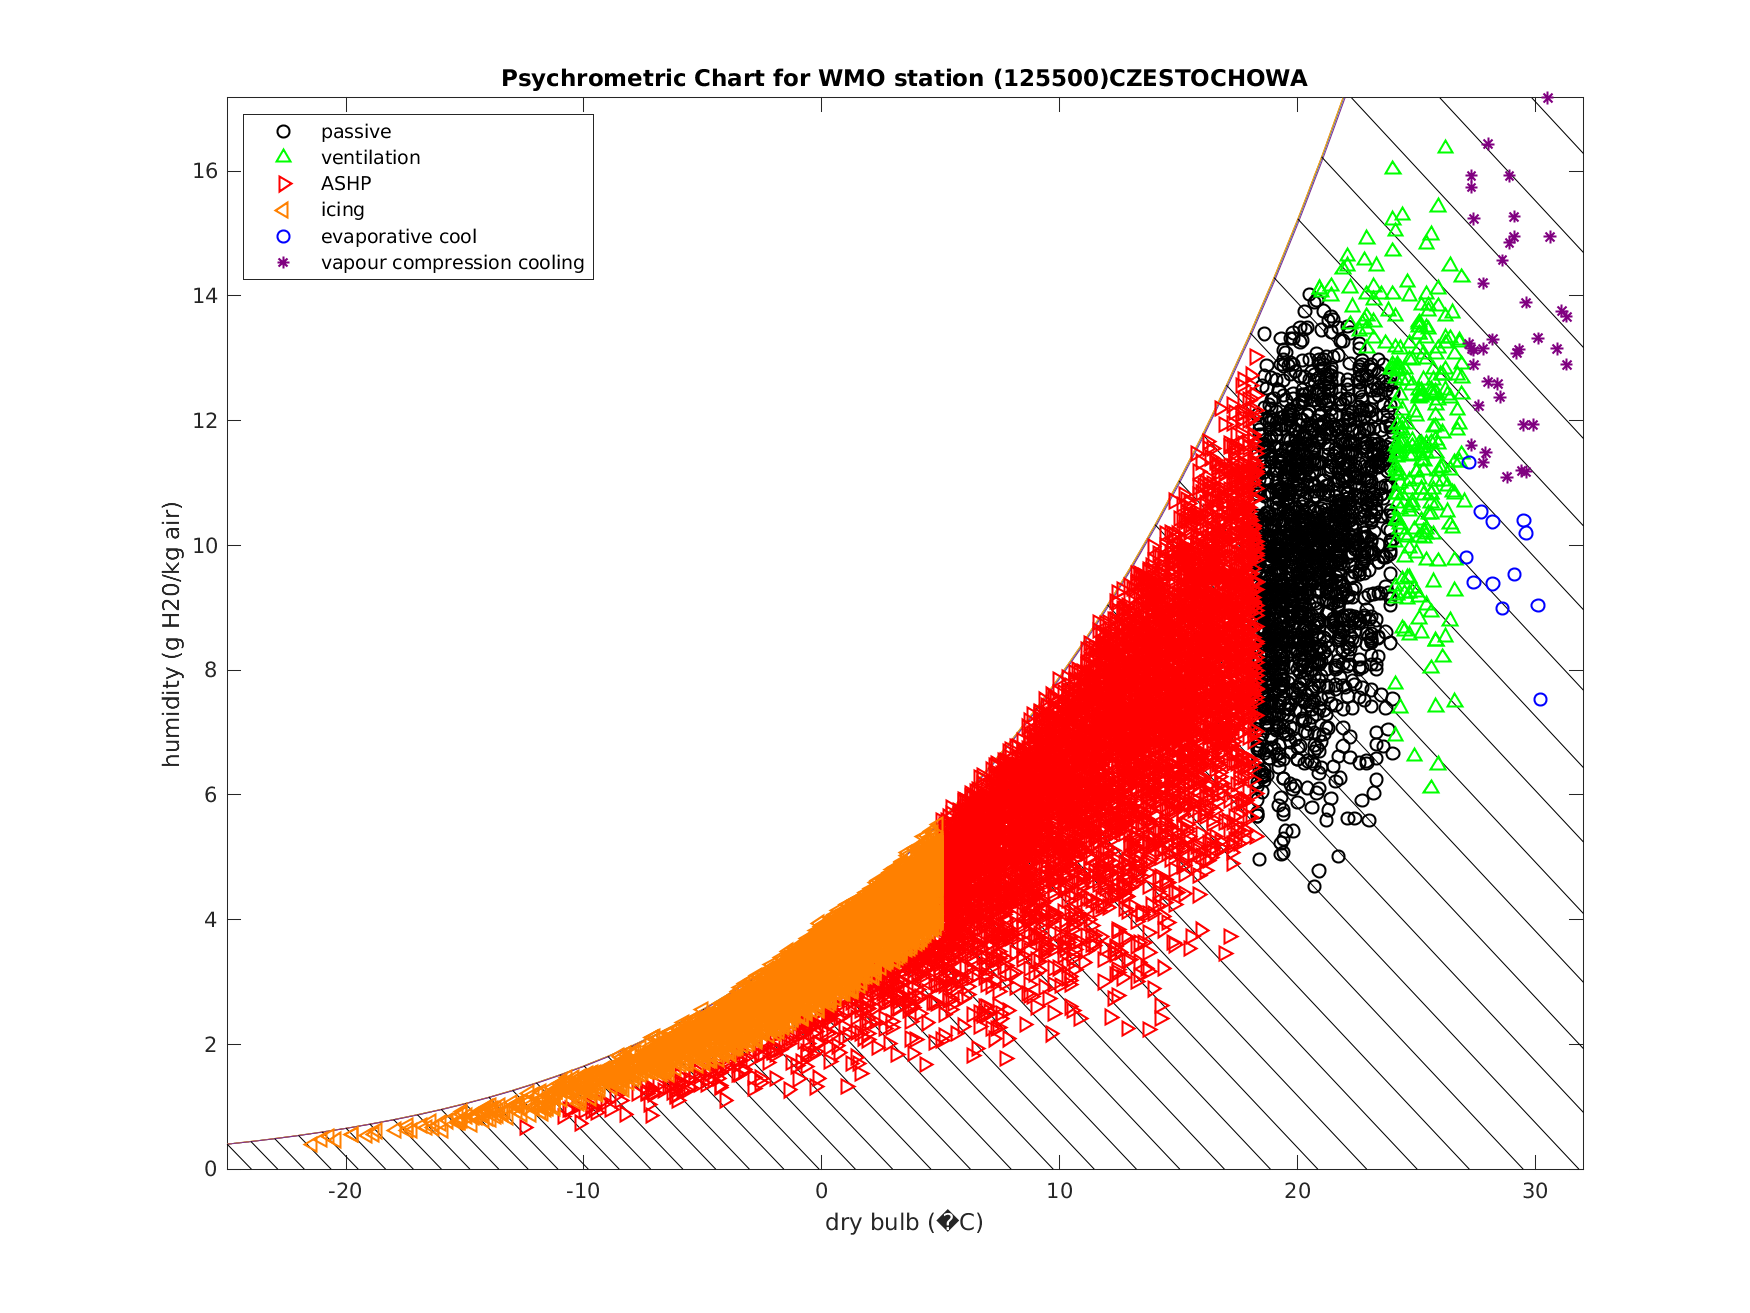 Psychrometric Chart for WMO station (125500)CZESTOCHOWA
passive
ventilation
ASHP
icing
evaporative cool
vapour compression cooling
16
14
12
10
8
6
4
2
0
humidity (g H20/kg air)
-20
-10
0
10
20
30
dry bulb (�C)